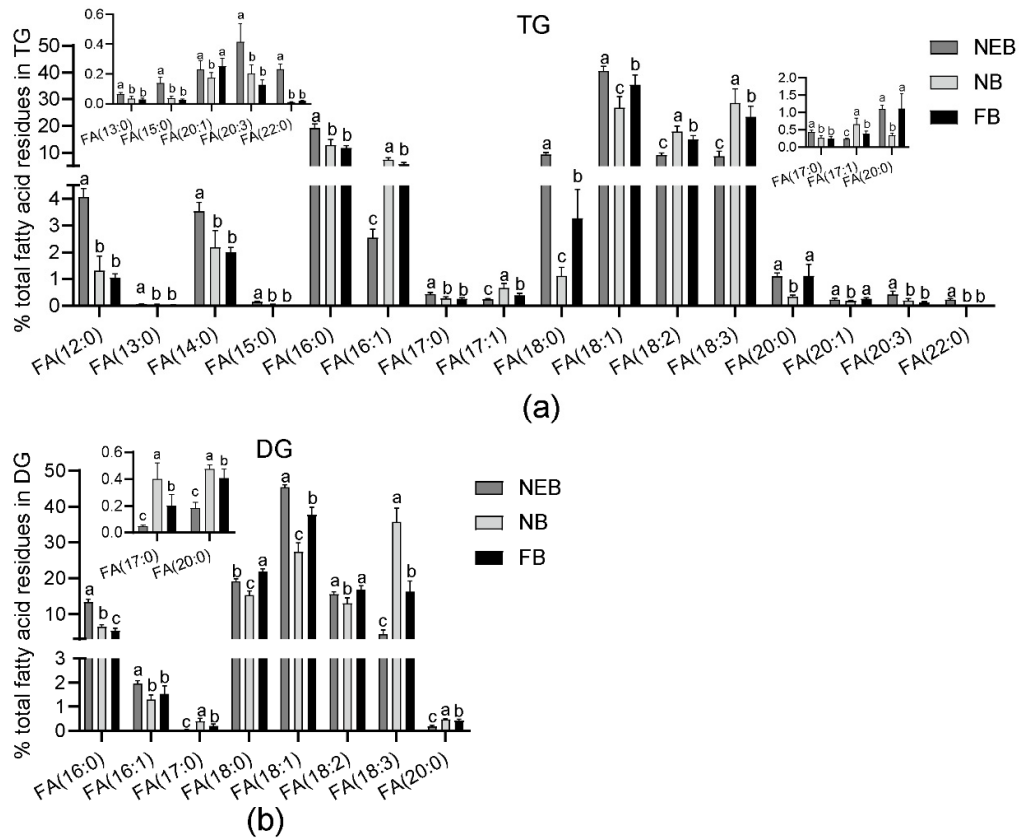 TG
% total fatty acid residues in TG
50
40
30
20
10
4
3
2
1
0
a b b
a b b
a b b
a b b
a b b
c a b
a b b
c a b
a c b
a c b
c a b
c a b
a b a
a b a
a b b
a b b
FA(12:0) FA(13:0) FA(14:0) FA(15:0) FA(16:0) FA(16:1) FA(17:0) FA(17:1) FA(18:0) FA(18:1) FA(18:2) FA(18:3) FA(20:0) FA(20:1) FA(20:3) FA(22:0)
0.6
0.4
0.2
0.0
a b b
a b b
a b a
a b b
a b b
FA(13:0) FA(15:0) FA(20:1) FA(20:3) FA(22:0)
NEB
NB
FB
2.0
1.5
1.0
0.5
0.0
a b b
c a b
a b a
FA(17:0) FA(17:1) FA(20:0)
(a)
DG
% total fatty acid residues in DG
50
40
30
20
10
3
2
1
0
a b c
a b b
c a b
b c a
a c b
a b a
c a b
c a b
FA(16:0) FA(16:1) FA(17:0) FA(18:0) FA(18:1) FA(18:2) FA(18:3) FA(20:0)
0.6
0.4
0.2
0.0
c a b
c a b
FA(17:0) FA(20:0)
NEB
NB
FB
(b)